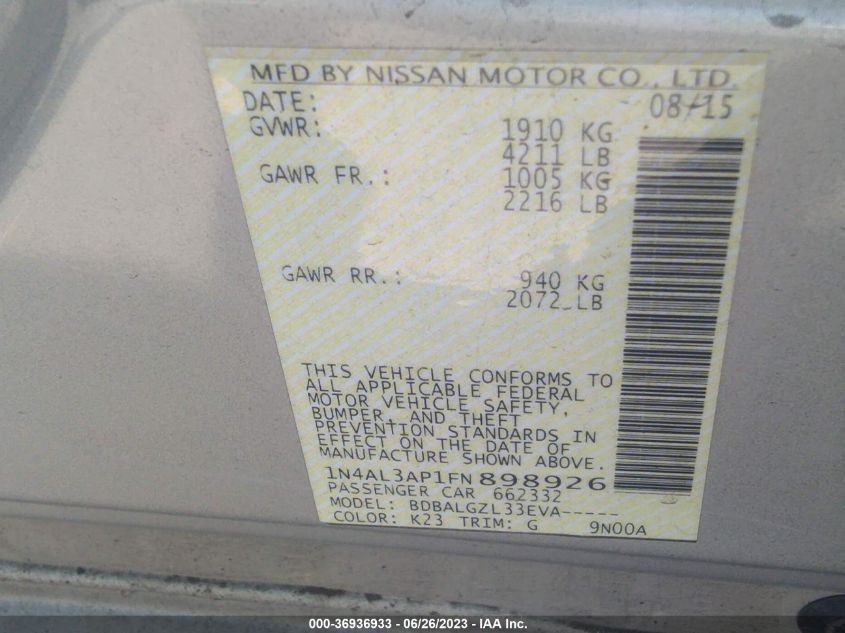 MFD BY NISSAN MOTOR CO., LTD.
DATE: 08/15
GVWR: 1910 KG
4211 LB
GAWR FR.: 1005 KG
2216 LB
GAWR RR.: 940 KG
2072 LB
THIS VEHICLE CONFORMS TO
ALL APPLICABLE FEDERAL
MOTOR VEHICLE SAFETY,
BUMPER, AND THEFT
PREVENTION STANDARDS IN
EFFECT ON THE DATE OF
MANUFACTURE SHOWN ABOVE.
1N4AL3AP1FN898926
PASSENGER CAR 662332
MODEL: BDBALGZL33EVA-----
COLOR: K23 TRIM: G 9N00A
000-36936933 - 06/26/2023 - IAA Inc.